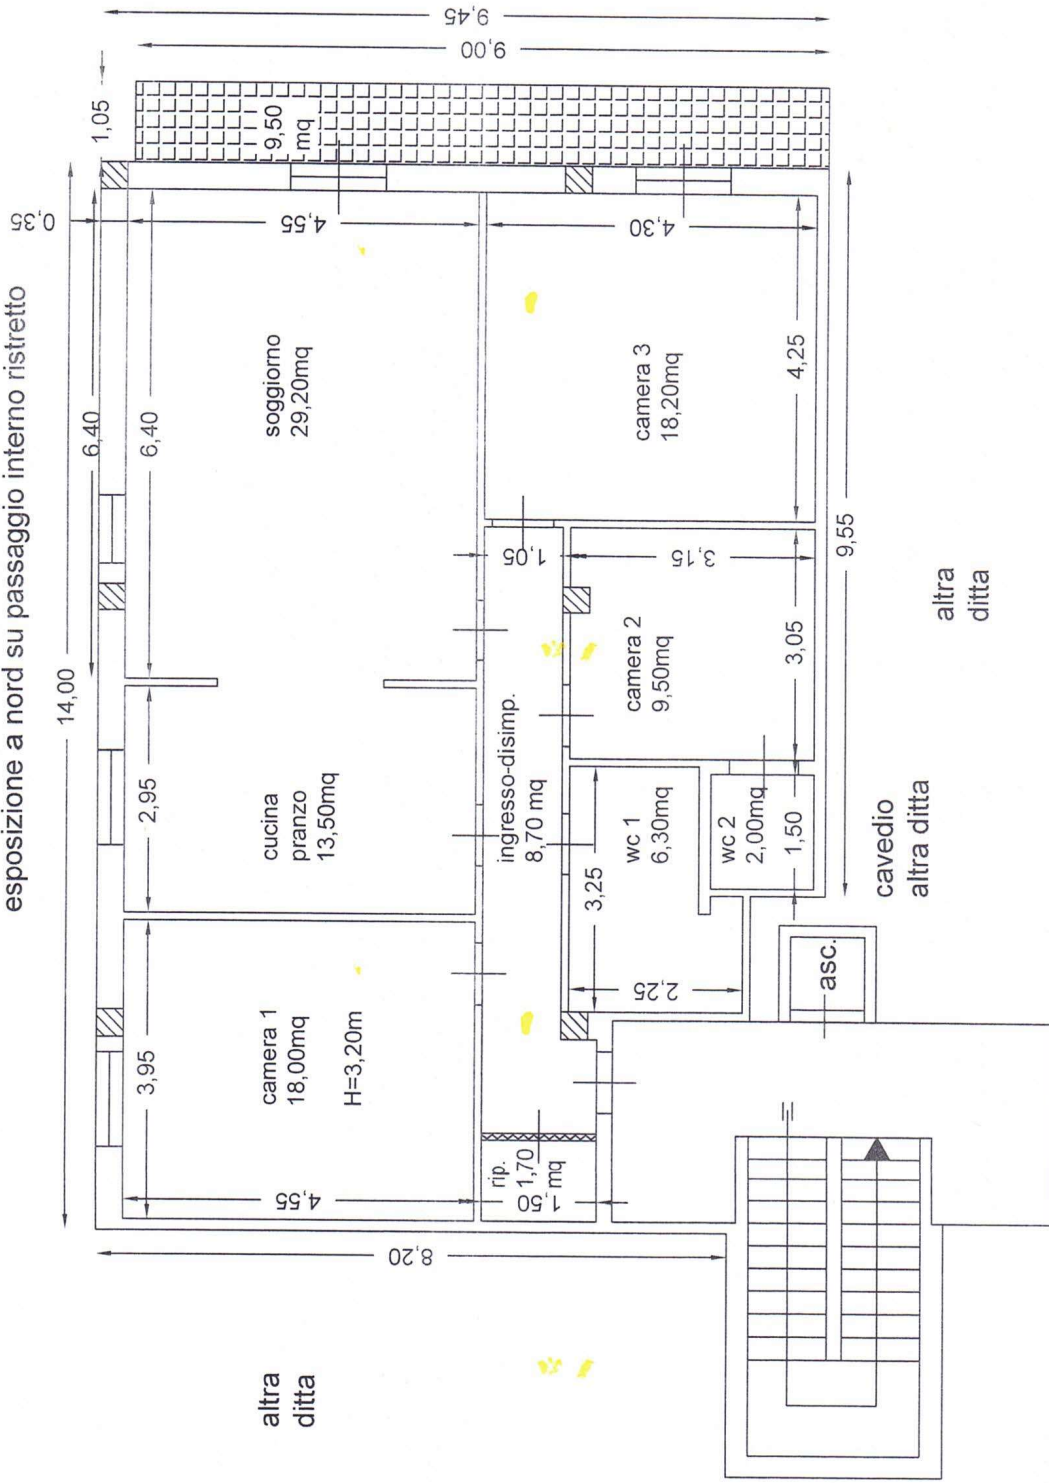 esposizione a nord su passaggio interno ristretto
14,00
0,35
6,40
1,05
9,45
9,00
3,95
2,95
6,40
4,55
9,50
mq
camera 1
18,00mq
H=3,20m
cucina
pranzo
13,50mq
soggiorno
29,20mq
4,55
8,20
altra
ditta
rip.
1,70
mq
1,50
ingresso-disimp.
8,70 mq
1,05
4,30
3,25
2,25
wc 1
6,30mq
camera 2
9,50mq
3,15
camera 3
18,20mq
wc 2
2,00mq
1,50
3,05
4,25
9,55
asc.
cavedio
altra ditta
altra
ditta